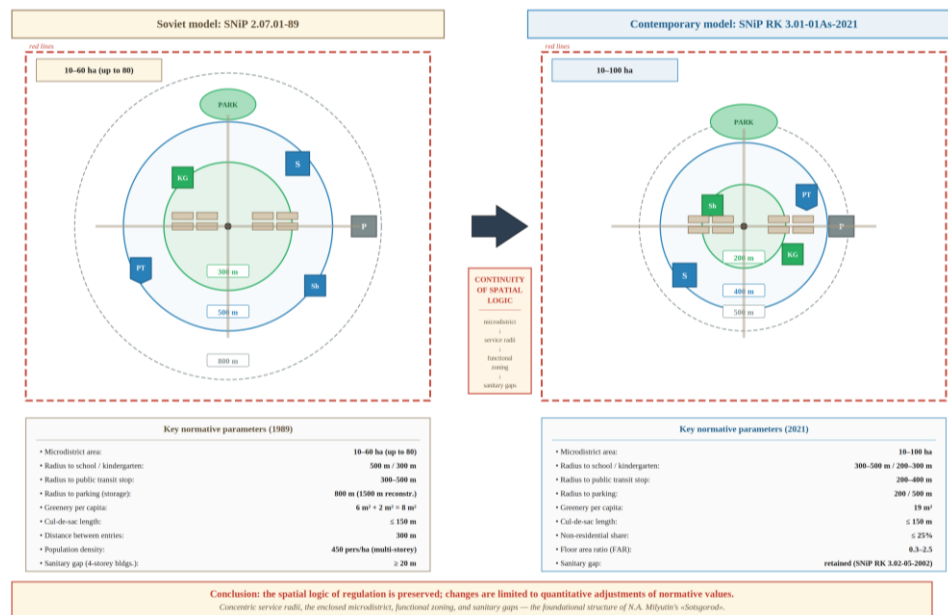 Soviet model: SNiP 2.07.01-89
Contemporary model: SNiP RK 3.01-01As-2021
red lines
10–60 ha (up to 80)
PARK
S
KG
P
PT
Sh
300 m
500 m
800 m
red lines
10–100 ha
PARK
PT
Sh
P
KG
200 m
S
400 m
500 m
CONTINUITY
OF SPATIAL
LOGIC
microdistrict
↓
service radii
↓
functional
zoning
↓
sanitary gaps
Key normative parameters (1989)
• Microdistrict area: 10–60 ha (up to 80)
• Radius to school / kindergarten: 500 m / 300 m
• Radius to public transit stop: 300–500 m
• Radius to parking (storage): 800 m (1500 m reconstr.)
• Greenery per capita: 6 m² + 2 m² = 8 m²
• Cul-de-sac length: ≤ 150 m
• Distance between entries: 300 m
• Population density: 450 pers/ha (multi-storey)
• Sanitary gap (4-storey bldgs.): ≥ 20 m
Key normative parameters (2021)
• Microdistrict area: 10–100 ha
• Radius to school / kindergarten: 300–500 m / 200–300 m
• Radius to public transit stop: 200–400 m
• Radius to parking: 200 / 500 m
• Greenery per capita: 19 m²
• Cul-de-sac length: ≤ 150 m
• Non-residential share: ≤ 25%
• Floor area ratio (FAR): 0.3–2.5
• Sanitary gap: retained (SNiP RK 3.02-05-2002)
Conclusion: the spatial logic of regulation is preserved; changes are limited to quantitative adjustments of normative values.
Concentric service radii, the enclosed microdistrict, functional zoning, and sanitary gaps — the foundational structure of N.A. Milyutin's «Sotsgorod».